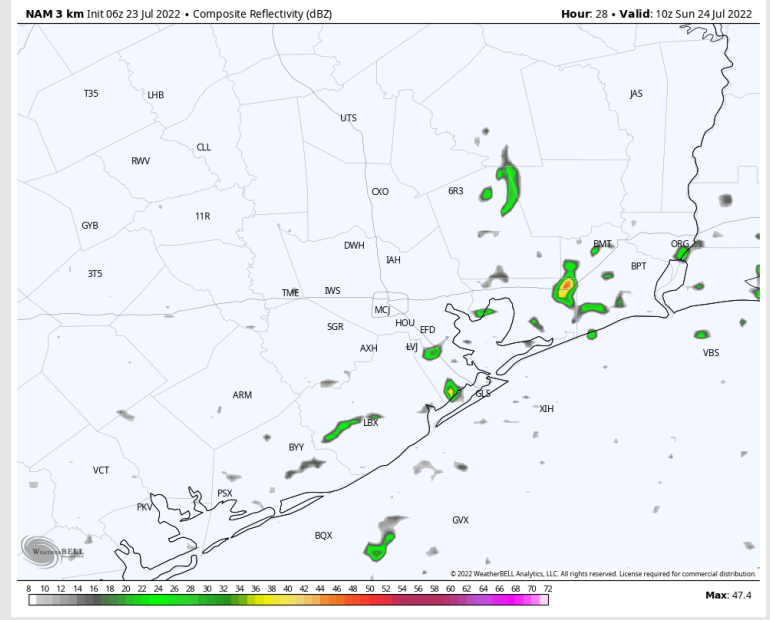 NAM 3 km Init 06z 23 Jul 2022 • Composite Reflectivity (dBZ)
Hour: 28 • Valid: 10z Sun 24 Jul 2022
T35
LHB
JAS
UTS
CLL
RWV
CXO
6R3
GYB
11R
DWH
BMT
ORG
IAH
BPT
3T5
TME
IWS
MCJ
SGR
HOU
EFD
AXH
LVJ
VBS
ARM
GLS
XIH
LBX
BYY
VCT
PSX
PKV
GVX
BQX
WEATHERBELL
© 2022 WeatherBELL Analytics, LLC. All rights reserved. License required for commercial distribution.
8 10 12 14 16 18 20 22 24 26 28 30 32 34 36 38 40 42 44 46 48 50 52 54 56 58 60 62 64 66 68 70 72
Max: 47.4